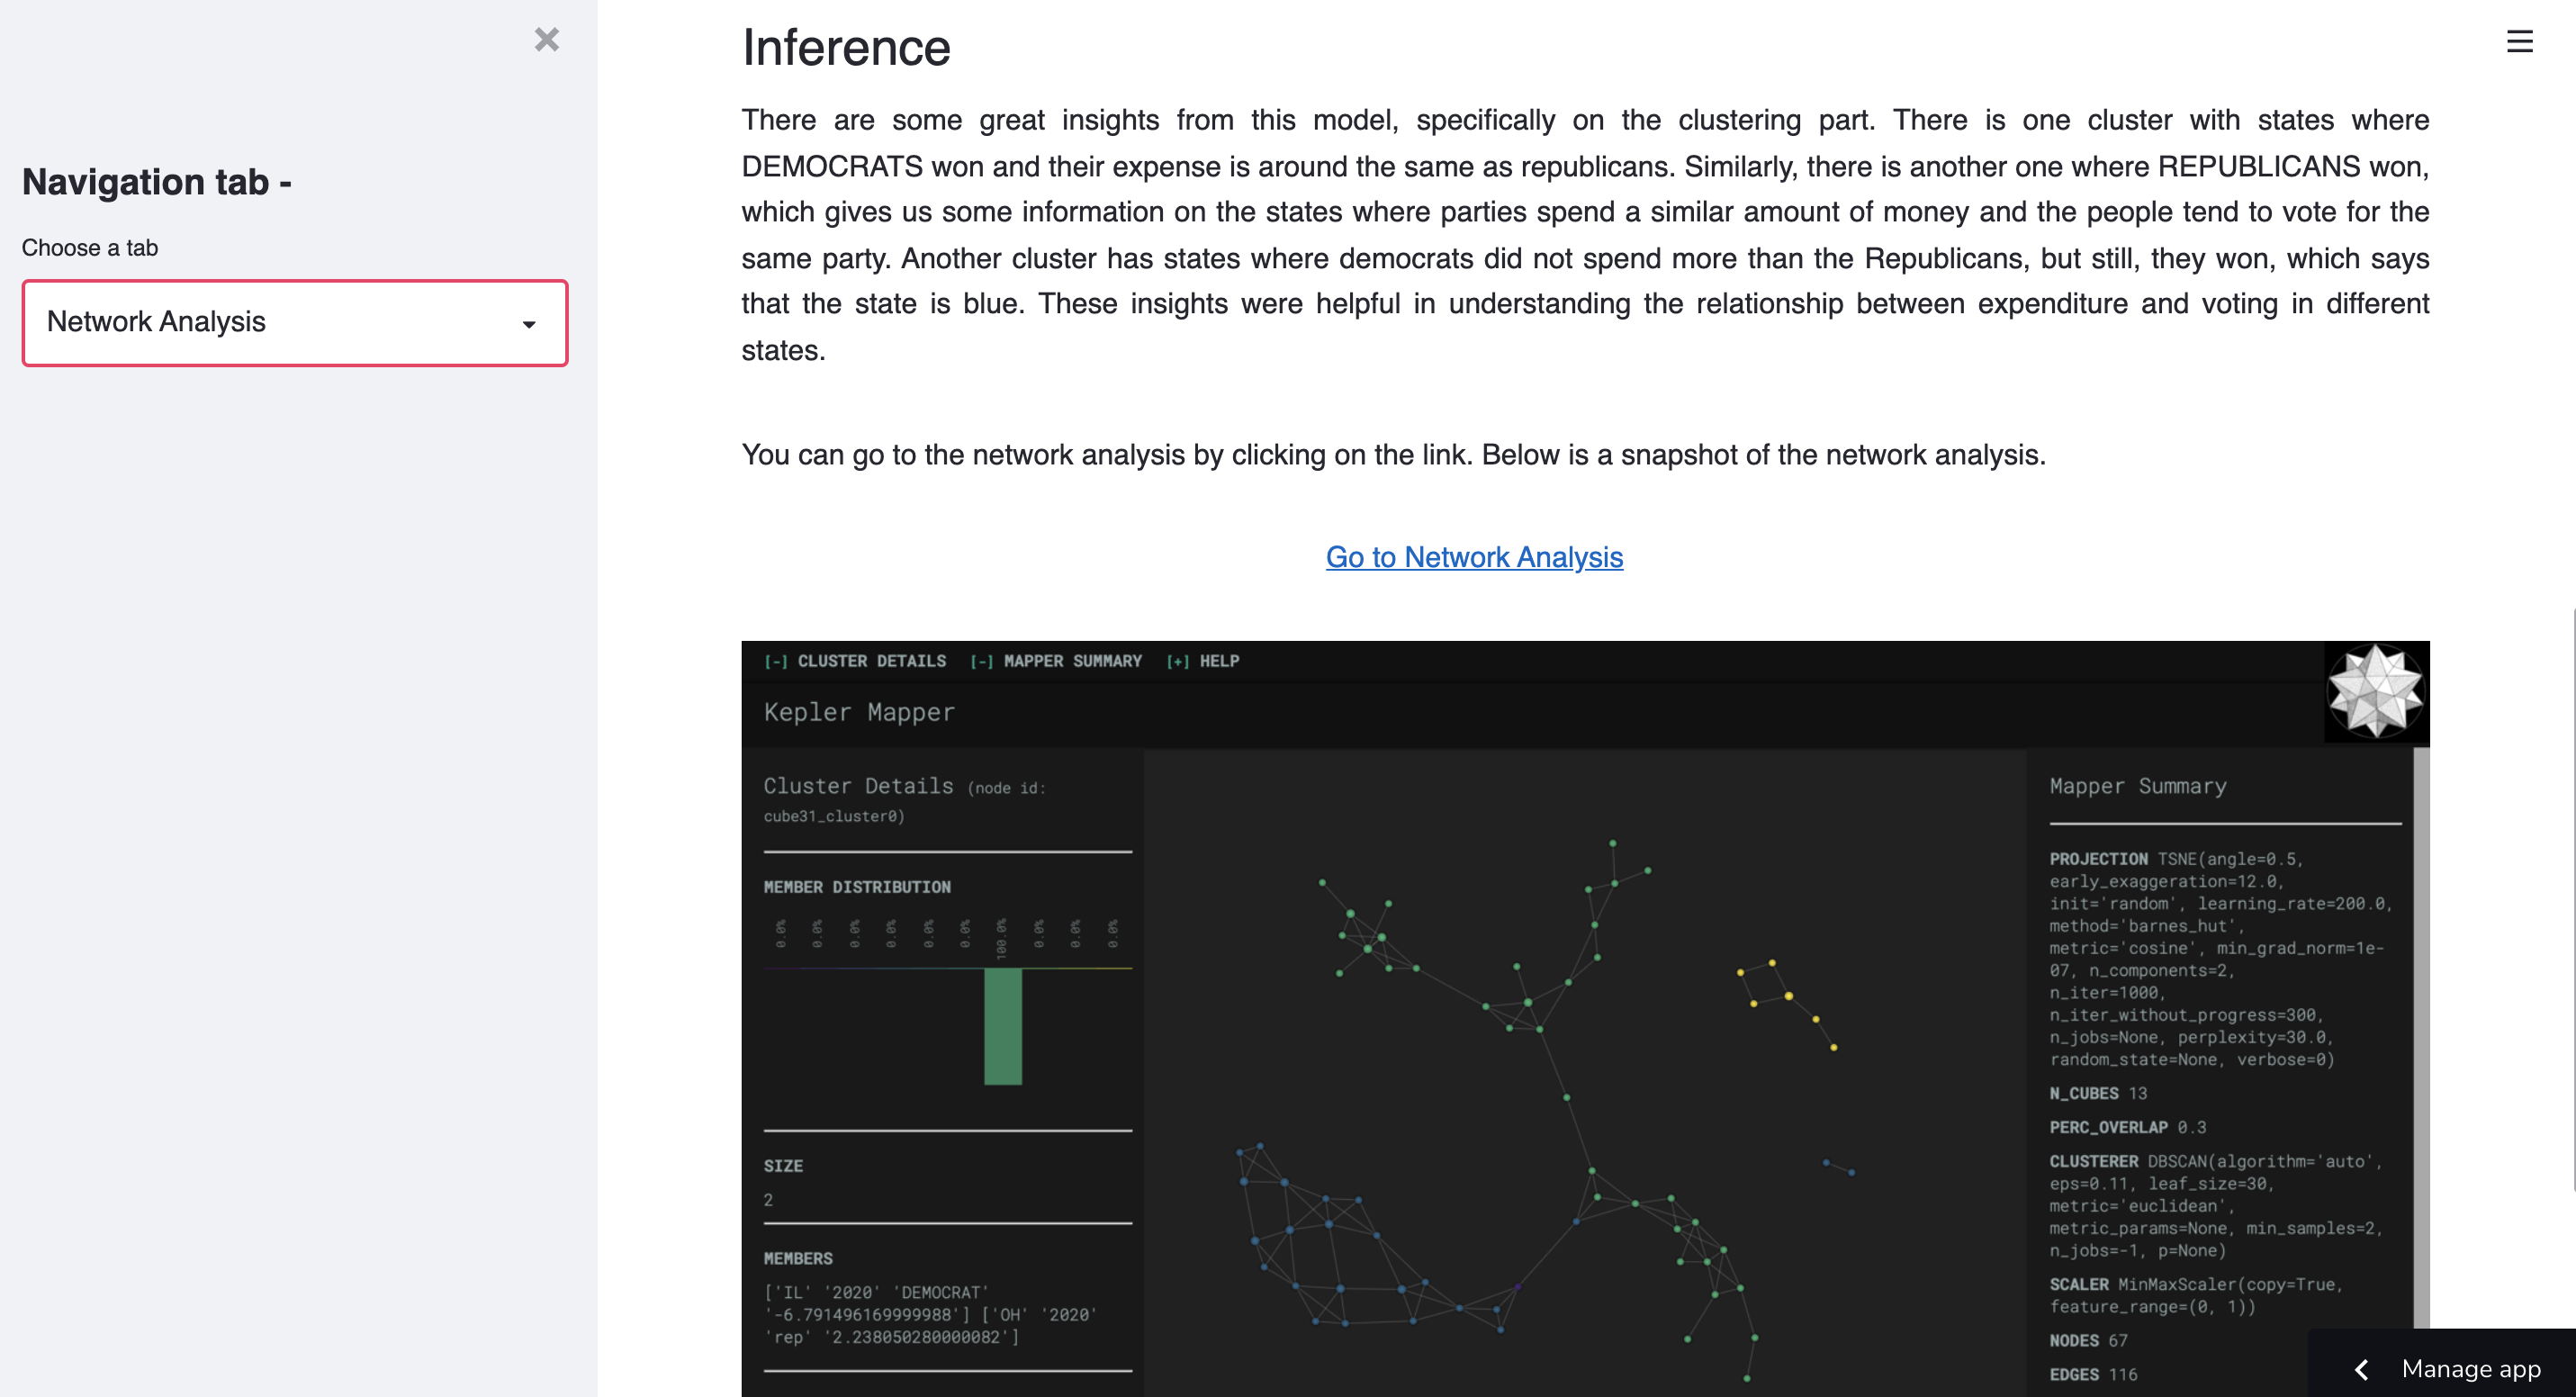 Navigation tab -
Choose a tab
Network Analysis
Inference
There are some great insights from this model, specifically on the clustering part. There is one cluster with states where
DEMOCRATS won and their expense is around the same as republicans. Similarly, there is another one where REPUBLICANS won,
which gives us some information on the states where parties spend a similar amount of money and the people tend to vote for the
same party. Another cluster has states where democrats did not spend more than the Republicans, but still, they won, which says
that the state is blue. These insights were helpful in understanding the relationship between expenditure and voting in different
states.
You can go to the network analysis by clicking on the link. Below is a snapshot of the network analysis.
Go to Network Analysis
[-] CLUSTER DETAILS [-] MAPPER SUMMARY [+] HELP
Kepler Mapper
Cluster Details (node id:
cube31_cluster0)
MEMBER DISTRIBUTION
0.0% 0.0% 0.0% 0.0% 0.0% 0.0% 100.0% 0.0% 0.0% 0.0%
SIZE
2
MEMBERS
['IL' '2020' 'DEMOCRAT'
'-6.791496169999988'] ['OH' '2020'
'rep' '2.238050280000082']
Mapper Summary
PROJECTION TSNE(angle=0.5,
early_exaggeration=12.0,
init='random', learning_rate=200.0,
method='barnes_hut',
metric='cosine', min_grad_norm=1e-
07, n_components=2,
n_iter=1000,
n_iter_without_progress=300,
n_jobs=None, perplexity=30.0,
random_state=None, verbose=0)
N_CUBES 13
PERC_OVERLAP 0.3
CLUSTERER DBSCAN(algorithm='auto',
eps=0.11, leaf_size=30,
metric='euclidean',
metric_params=None, min_samples=2,
n_jobs=-1, p=None)
SCALER MinMaxScaler(copy=True,
feature_range=(0, 1))
NODES 67
EDGES 116
Manage app